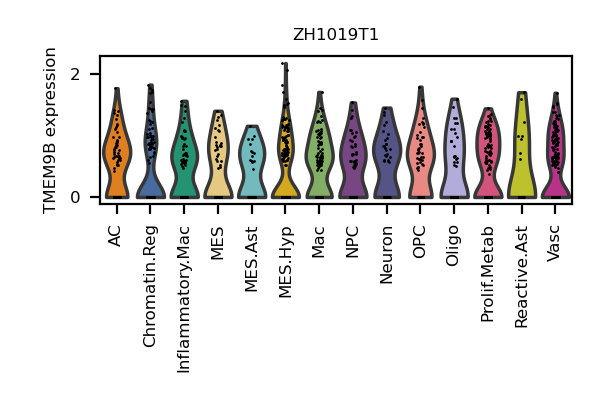 ZH1019T1
TMEM9B expression
2
0
AC
Chromatin.Reg
Inflammatory.Mac
MES
MES.Ast
MES.Hyp
Mac
NPC
Neuron
OPC
Oligo
Prolif.Metab
Reactive.Ast
Vasc